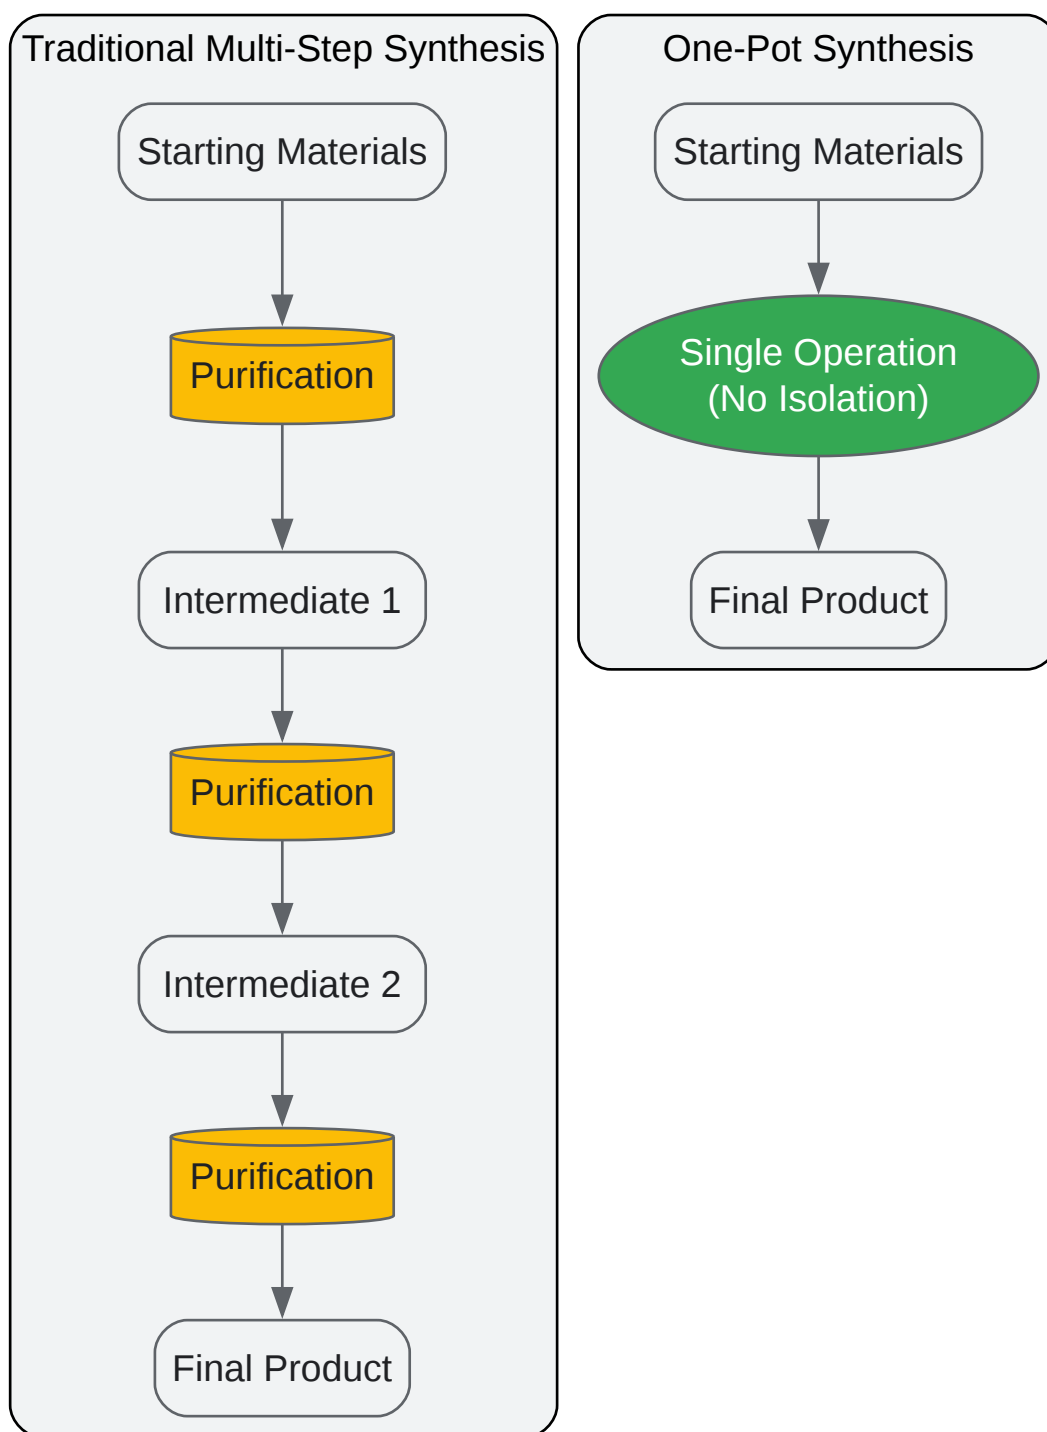 Traditional Multi-Step Synthesis
Starting Materials
Purification
Intermediate 1
Purification
Intermediate 2
Purification
Final Product
One-Pot Synthesis
Starting Materials
Single Operation
(No Isolation)
Final Product